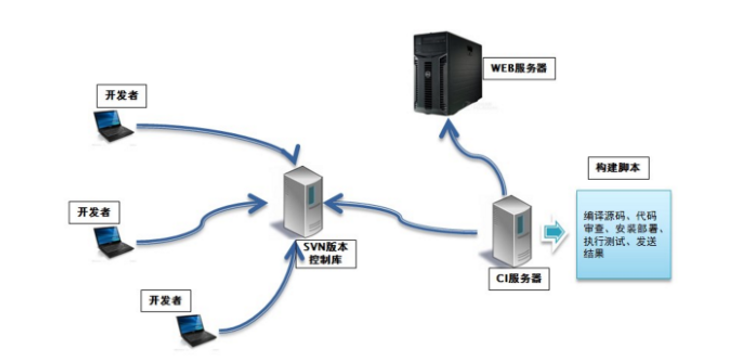 WEB服务器
开发者
构建脚本
开发者
编译源码、代码
审查、安装部署、
执行测试、发送
结果
SVN版本
控制库
CI服务器
开发者